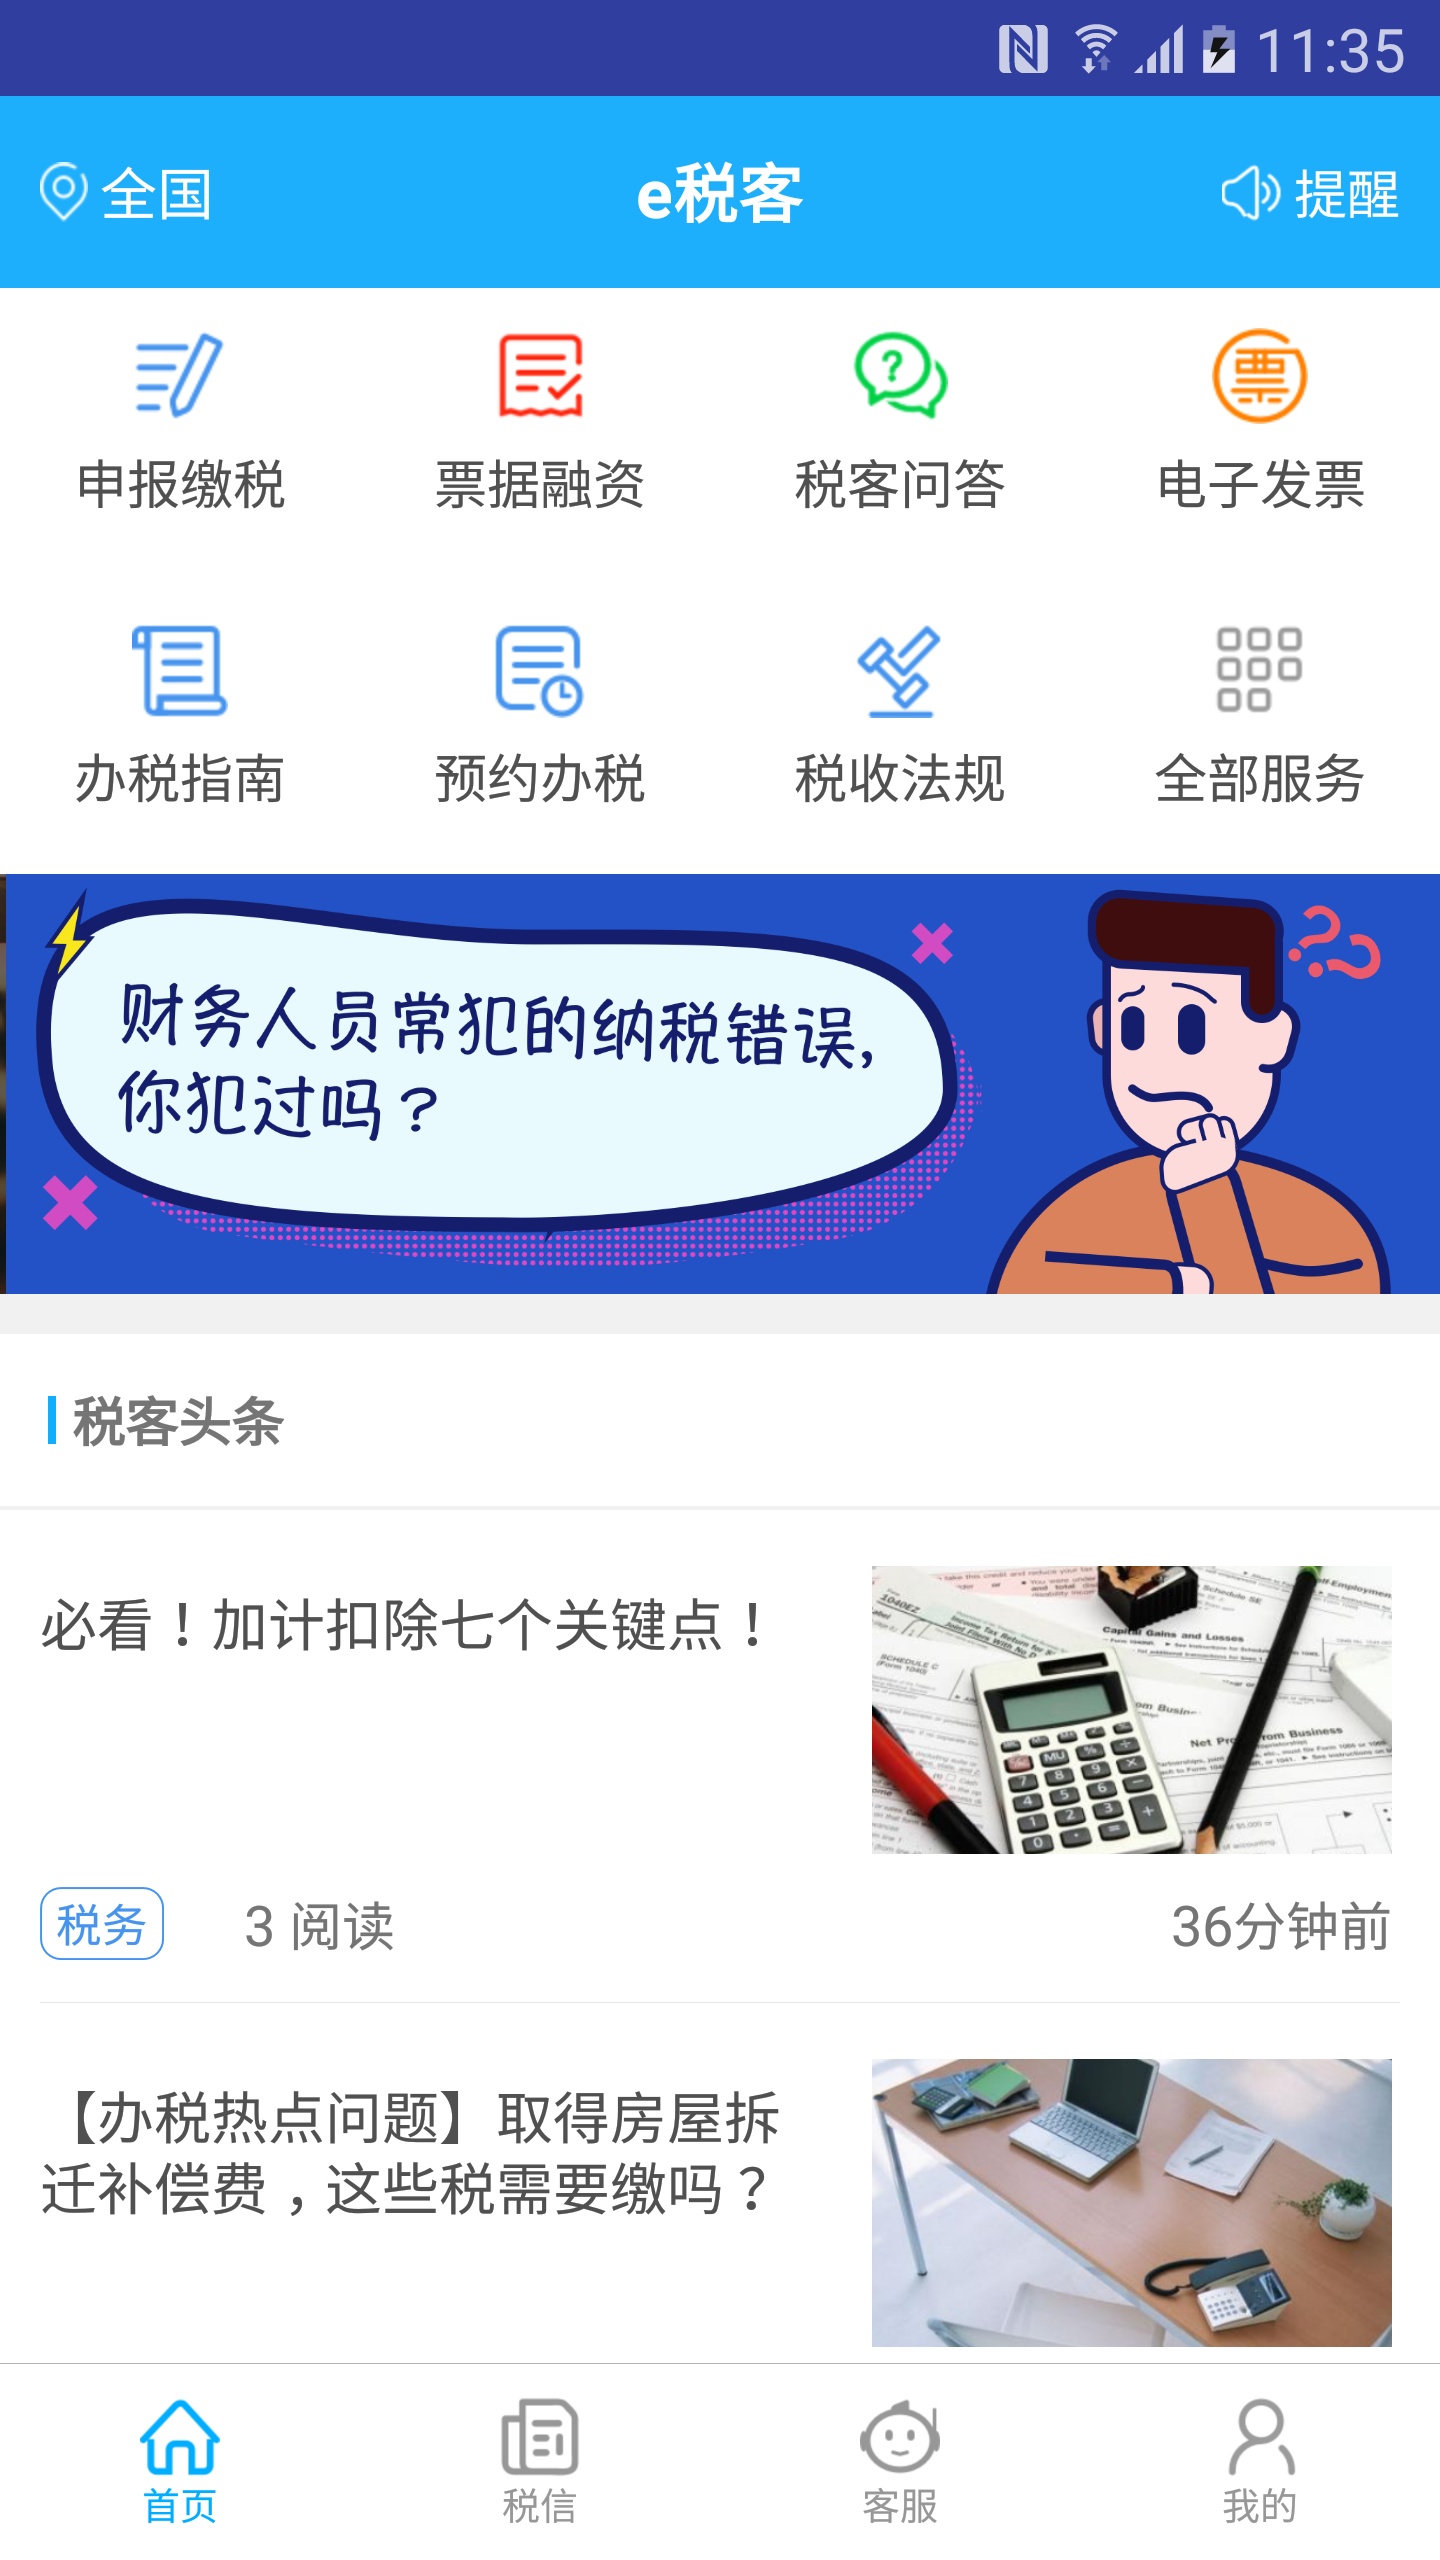 11:35
全国
e税客
提醒
申报缴税
票据融资
税客问答
电子发票
办税指南
预约办税
税收法规
全部服务
财务人员常犯的纳税错误,
你犯过吗？
税客头条
必看！加计扣除七个关键点！
税务
3 阅读
36分钟前
【办税热点问题】取得房屋拆
迁补偿费，这些税需要缴吗？
首页
税信
客服
我的